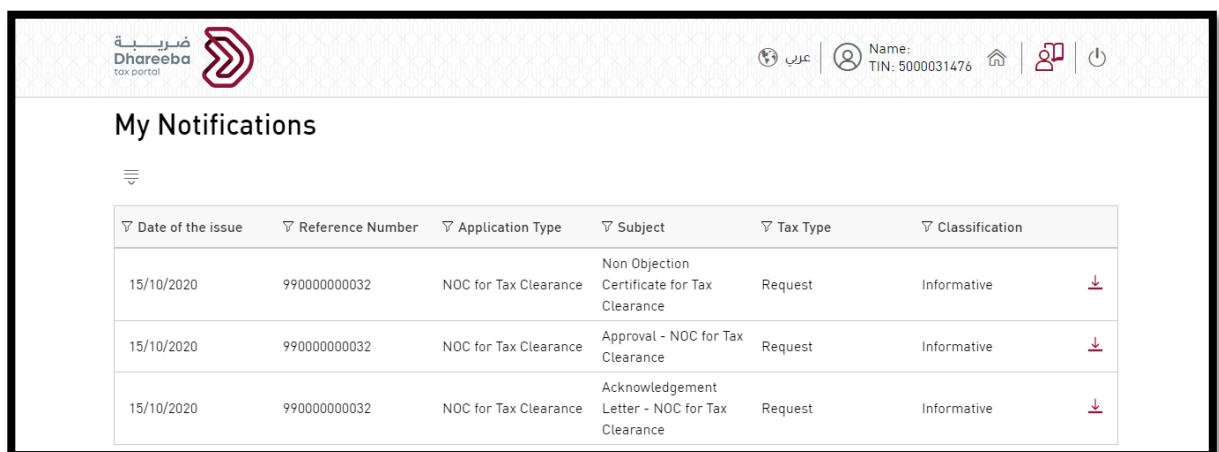 ضريبة
Dhareeba
tax portal
عربي
Name:
TIN: 5000031476
My Notifications
Date of the issue Reference Number Application Type Subject Tax Type Classification
15/10/2020 990000000032 NOC for Tax Clearance Non Objection Certificate for Tax Clearance Request Informative
15/10/2020 990000000032 NOC for Tax Clearance Approval - NOC for Tax Clearance Request Informative
15/10/2020 990000000032 NOC for Tax Clearance Acknowledgement Letter - NOC for Tax Clearance Request Informative